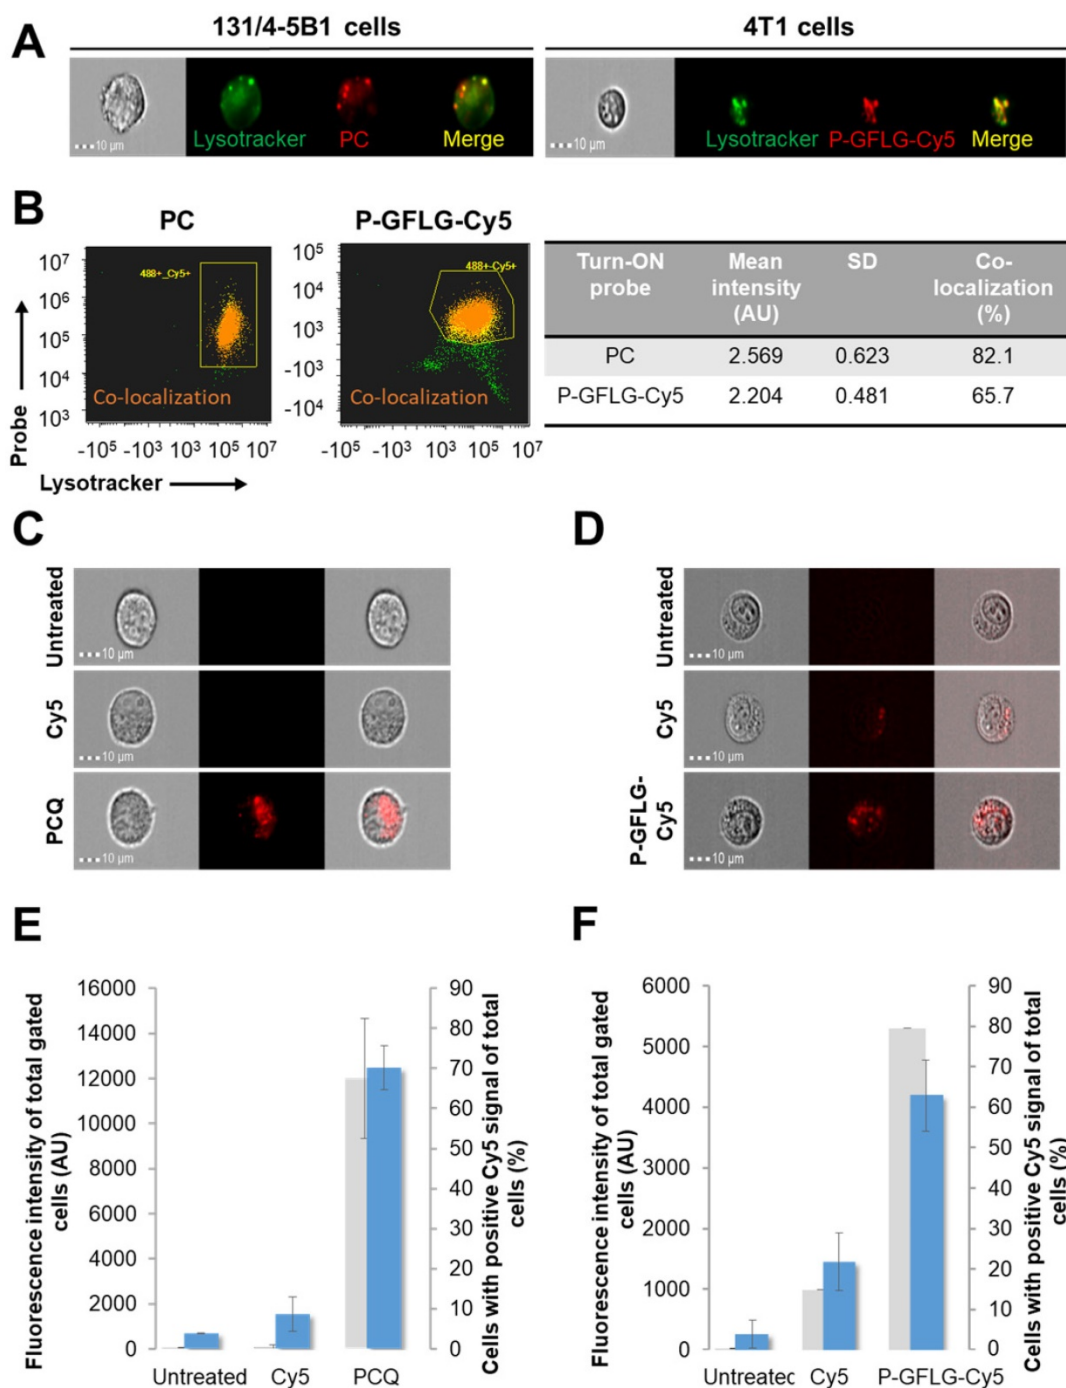 A
131/4-5B1 cells
4T1 cells
10 µm
Lysotracker
PC
Merge
10 µm
Lysotracker
P-GFLG-Cy5
Merge
B
PC
P-GFLG-Cy5
10⁷
10⁶
10⁵
10⁴
10³
488+_Cy5+
Co-localization
-10⁵ 10³ 10⁵ 10⁷
10⁵
10⁴
10³
-10³
-10⁴
488+-Cy5+
Co-localization
-10⁵ 10³ 10⁵ 10⁷
Probe
Lysotracker
Turn-ON probe
Mean intensity (AU)
SD
Co-localization (%)
PC 2.569 0.623 82.1
P-GFLG-Cy5 2.204 0.481 65.7
C
Untreated
10 µm
Cy5
10 µm
PCQ
10 µm
D
Untreated
10 µm
Cy5
10 µm
P-GFLG-
Cy5
10 µm
E
Fluorescence intensity of total gated
cells (AU)
16000
14000
12000
10000
8000
6000
4000
2000
0
90
80
70
60
50
40
30
20
10
0
Cells with positive Cy5 signal of total
cells (%)
Untreated Cy5 PCQ
F
Fluorescence intensity of total gated
cells (AU)
6000
5000
4000
3000
2000
1000
0
90
80
70
60
50
40
30
20
10
0
Cells with positive Cy5 signal of total
cells (%)
Untreatec Cy5 P-GFLG-Cy5